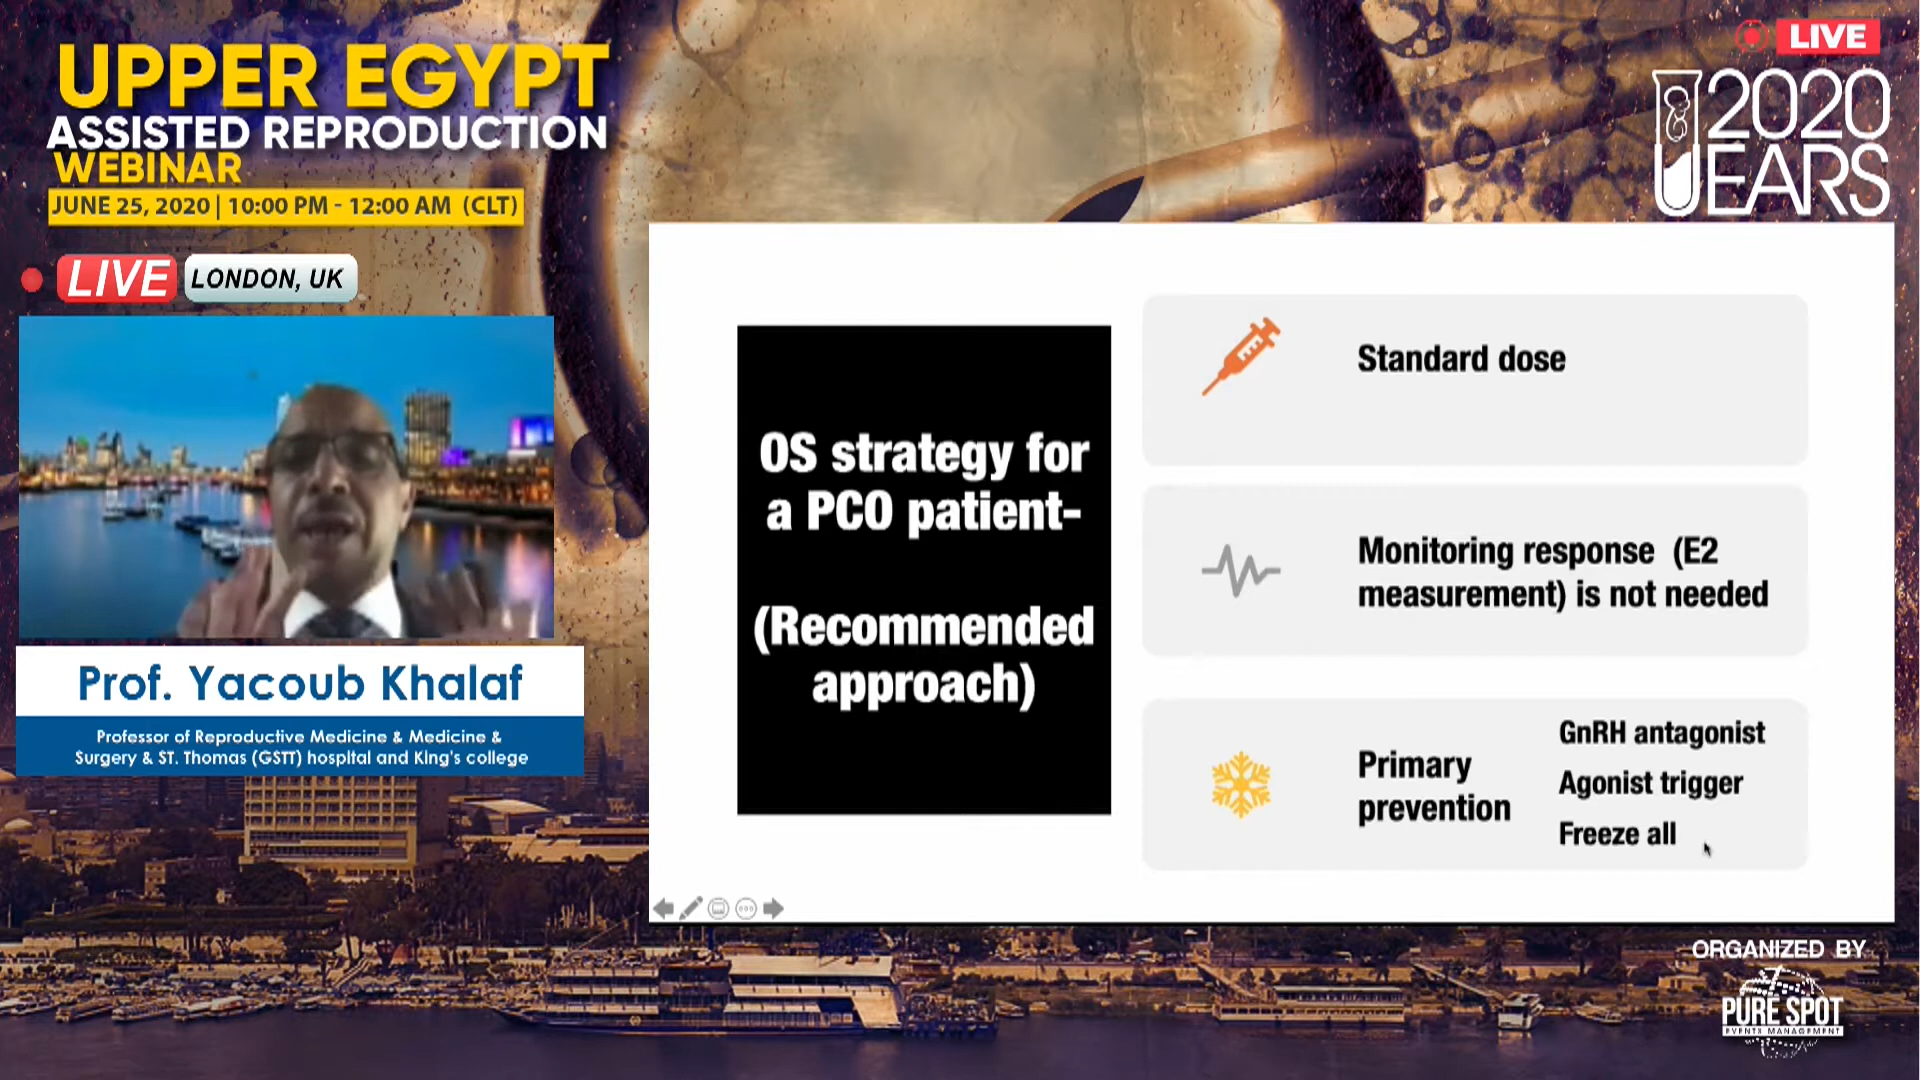 UPPER EGYPT
ASSISTED REPRODUCTION
WEBINAR
JUNE 25, 2020 | 10:00 PM - 12:00 AM (CLT)
LIVE
LONDON, UK
Prof. Yacoub Khalaf
Professor of Reproductive Medicine & Medicine &
Surgery & ST. Thomas (GSTT) hospital and King's college
LIVE
2020
UEARS
OS strategy for
a PCO patient-
(Recommended
approach)
Standard dose
Monitoring response (E2
measurement) is not needed
Primary
prevention
GnRH antagonist
Agonist trigger
Freeze all
ORGANIZED BY
PURE SPOT
EVENTS MANAGEMENT